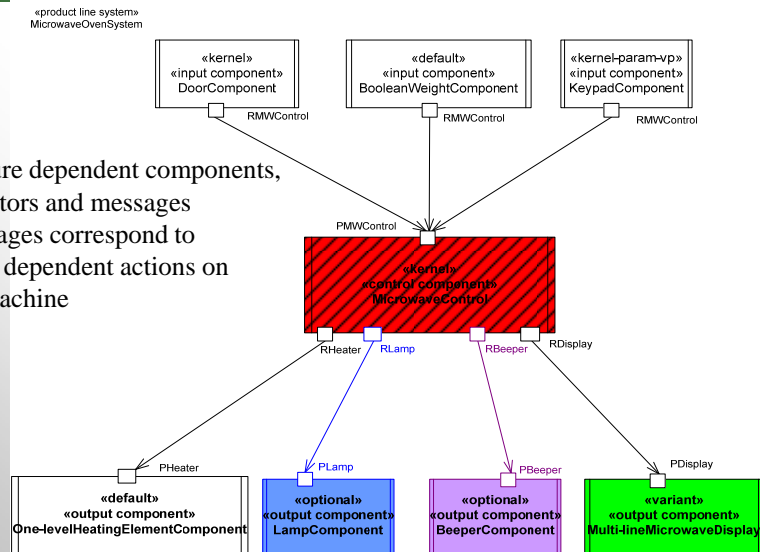 «product line system»
MicrowaveOvenSystem
«kernel»
«input component»
DoorComponent
«default»
«input component»
BooleanWeightComponent
«kernel-param-vp»
«input component»
KeypadComponent
RMWControl
RMWControl
RMWControl
re dependent components,
tors and messages
ages correspond to
dependent actions on
achine
PMWControl
«kernel»
«control component»
MicrowaveControl
RHeater
RLamp
RBeeper
RDisplay
PHeater
PLamp
PBeeper
PDisplay
«default»
«output component»
One-levelHeatingElementComponent
«optional»
«output component»
LampComponent
«optional»
«output component»
BeeperComponent
«variant»
«output component»
Multi-lineMicrowaveDisplay